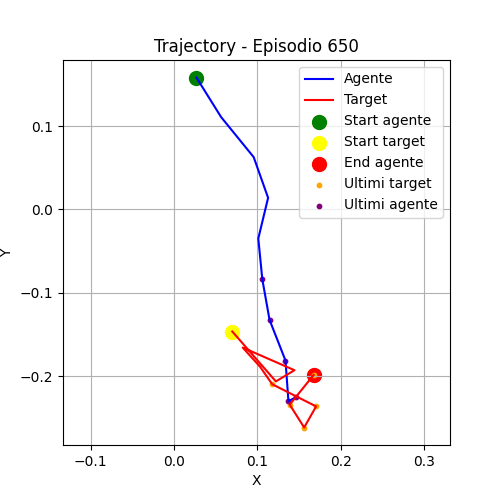 Trajectory - Episodio 650
Agente
Target
Start agente
Start target
End agente
Ultimi target
Ultimi agente
0.1
0.0
−0.1
−0.2
Y
−0.1
0.0
0.1
0.2
0.3
X